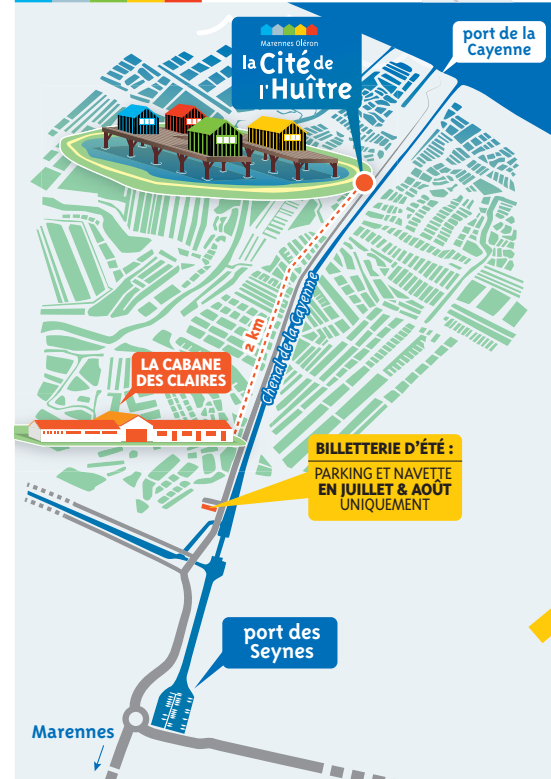 Marennes Oléron
la Cité de
l'Huître
port de la
Cayenne
2 km
Chenal de la Cayenne
LA CABANE
DES CLAIRES
BILLETTERIE D'ÉTÉ :
PARKING ET NAVETTE
EN JUILLET & AOÛT
UNIQUEMENT
port des
Seynes
Marennes